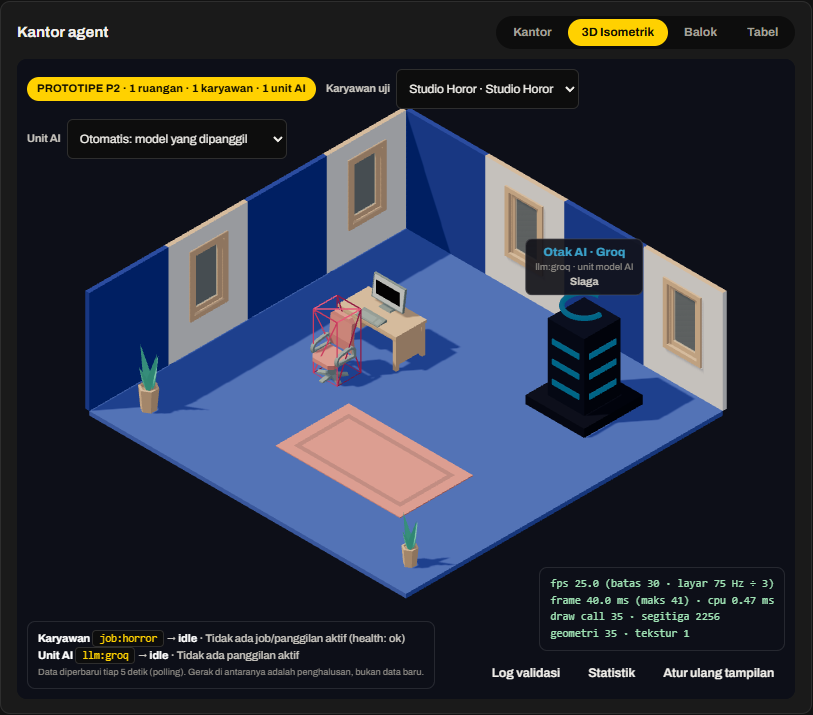 Kantor agent
Kantor
3D Isometrik
Balok
Tabel
PROTOTIPE P2 · 1 ruangan · 1 karyawan · 1 unit AI
Karyawan uji
Studio Horor · Studio Horor
Unit AI
Otomatis: model yang dipanggil
Otak AI · Groq
llm:groq · unit model AI
Siaga
fps 25.0 (batas 30 · layar 75 Hz ÷ 3)
frame 40.0 ms (maks 41) · cpu 0.47 ms
draw call 35 · segitiga 2256
geometri 35 · tekstur 1
Karyawan job:horror → idle · Tidak ada job/panggilan aktif (health: ok)
Unit AI llm:groq → idle · Tidak ada panggilan aktif
Data diperbarui tiap 5 detik (polling). Gerak di antaranya adalah penghalusan, bukan data baru.
Log validasi
Statistik
Atur ulang tampilan